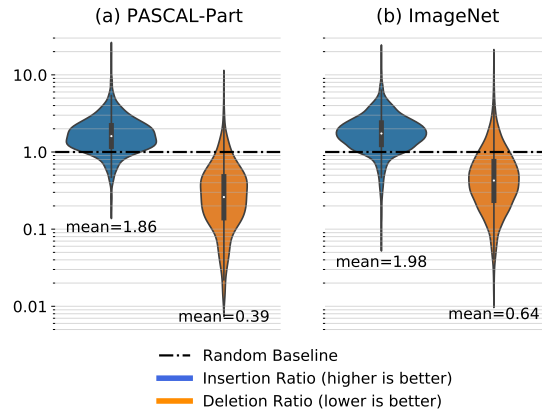 (a) PASCAL-Part (b) ImageNet
10.0
1.0
0.1
0.01
mean=1.86
mean=0.39
mean=1.98
mean=0.64
Random Baseline
Insertion Ratio (higher is better)
Deletion Ratio (lower is better)